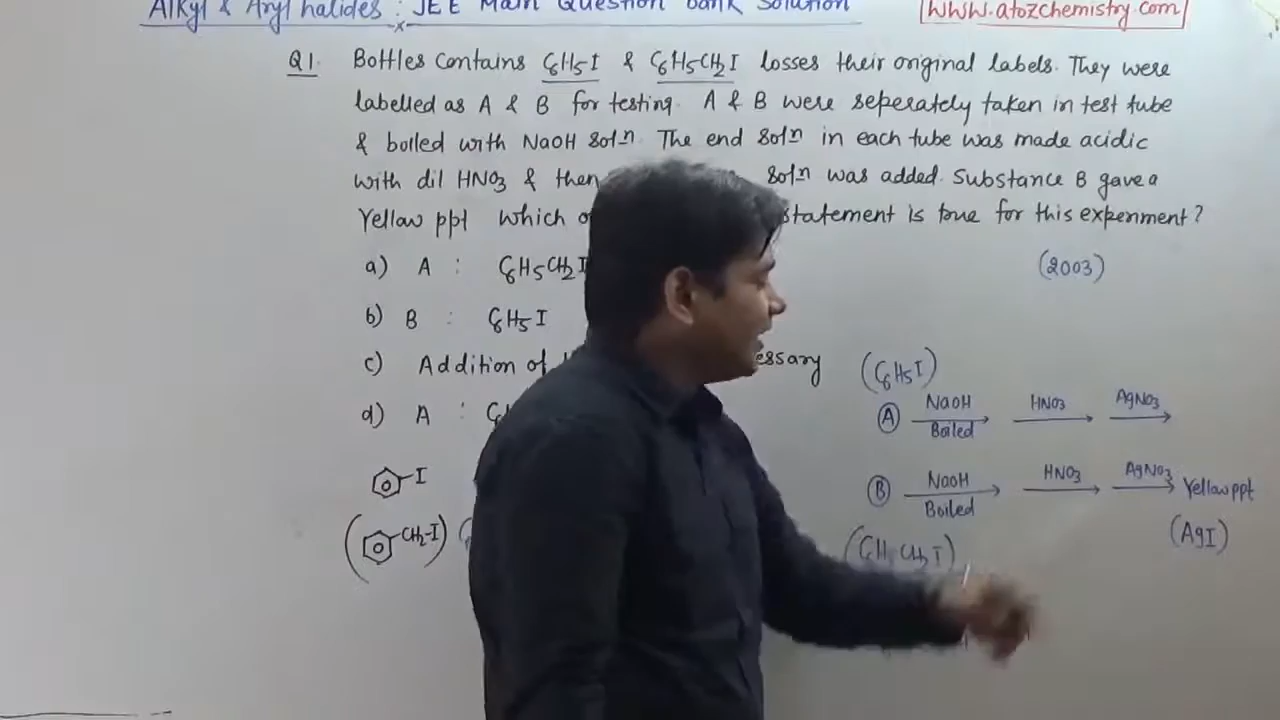 Alkyl & Aryl halides : JEE Main Question bank solution
www.atozchemistry.com
Q1. Bottles contains C6H5I & C6H5CH2I losses their original labels. They were
labelled as A & B for testing. A & B were seperately taken in test tube
& boiled with NaOH soln. The end soln in each tube was made acidic
with dil HNO3 & then soln was added. Substance B gave a
Yellow ppt which statement is true for this experiment?
(2003)
a) A : C6H5CH2I
b) B : C6H5I
c) Addition of
d) A :
I
(CH2-I)
(C6H5I)
A NaOH Boiled HNO3 AgNO3
B NaOH Boiled HNO3 AgNO3 Yellow ppt
(AgI)